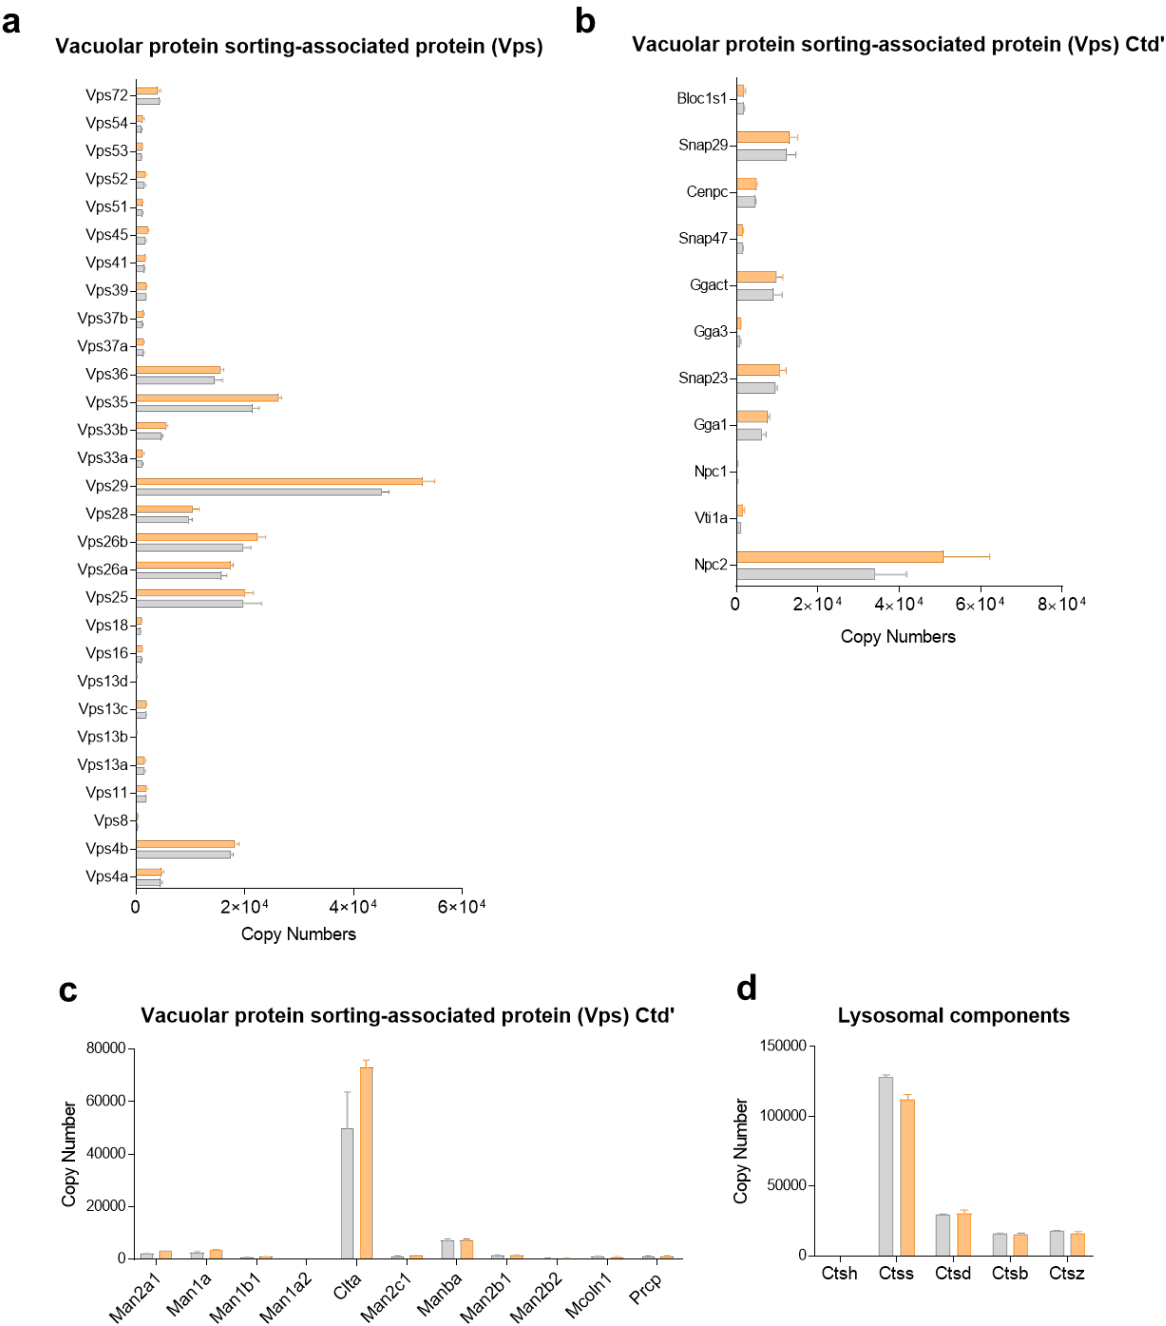 a
Vacuolar protein sorting-associated protein (Vps)
Vps72
Vps54
Vps53
Vps52
Vps51
Vps45
Vps41
Vps39
Vps37b
Vps37a
Vps36
Vps35
Vps33b
Vps33a
Vps29
Vps28
Vps26b
Vps26a
Vps25
Vps18
Vps16
Vps13d
Vps13c
Vps13b
Vps13a
Vps11
Vps8
Vps4b
Vps4a
0 2×10⁴ 4×10⁴ 6×10⁴
Copy Numbers
b
Vacuolar protein sorting-associated protein (Vps) Ctd'
Bloc1s1
Snap29
Cenpc
Snap47
Ggact
Gga3
Snap23
Gga1
Npc1
Vti1a
Npc2
0 2×10⁴ 4×10⁴ 6×10⁴ 8×10⁴
Copy Numbers
c
Vacuolar protein sorting-associated protein (Vps) Ctd'
80000
60000
40000
20000
0
Copy Number
Man2a1 Man1a Man1b1 Man1a2 Clta Man2c1 Manba Man2b1 Man2b2 Mcoln1 Prcp
d
Lysosomal components
150000
100000
50000
0
Copy Number
Ctsh Ctss Ctsd Ctsb Ctsz